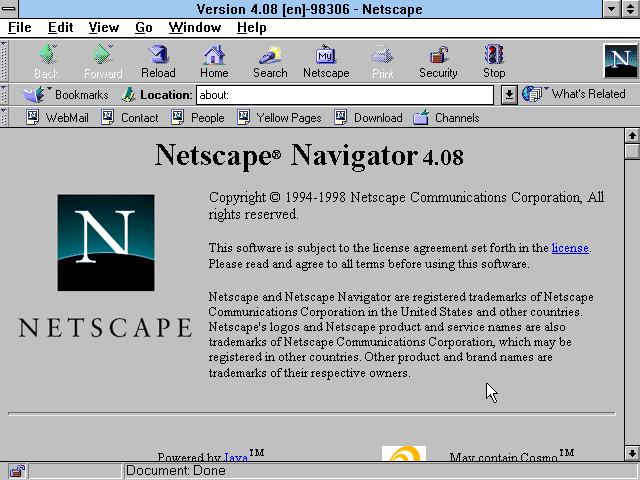 Version 4.08 [en]-98306 - Netscape
File Edit View Go Window Help
Back Forward Reload Home Search Netscape Print Security Stop
My
N
Bookmarks Location: about: What's Related
WebMail Contact People Yellow Pages Download Channels
Netscape® Navigator 4.08
Copyright © 1994-1998 Netscape Communications Corporation, All
rights reserved.
N
NETSCAPE
This software is subject to the license agreement set forth in the license.
Please read and agree to all terms before using this software.
Netscape and Netscape Navigator are registered trademarks of Netscape
Communications Corporation in the United States and other countries.
Netscape's logos and Netscape product and service names are also
trademarks of Netscape Communications Corporation, which may be
registered in other countries. Other product and brand names are
trademarks of their respective owners.
Powered by Java™ May contain Cosmo™
Document: Done